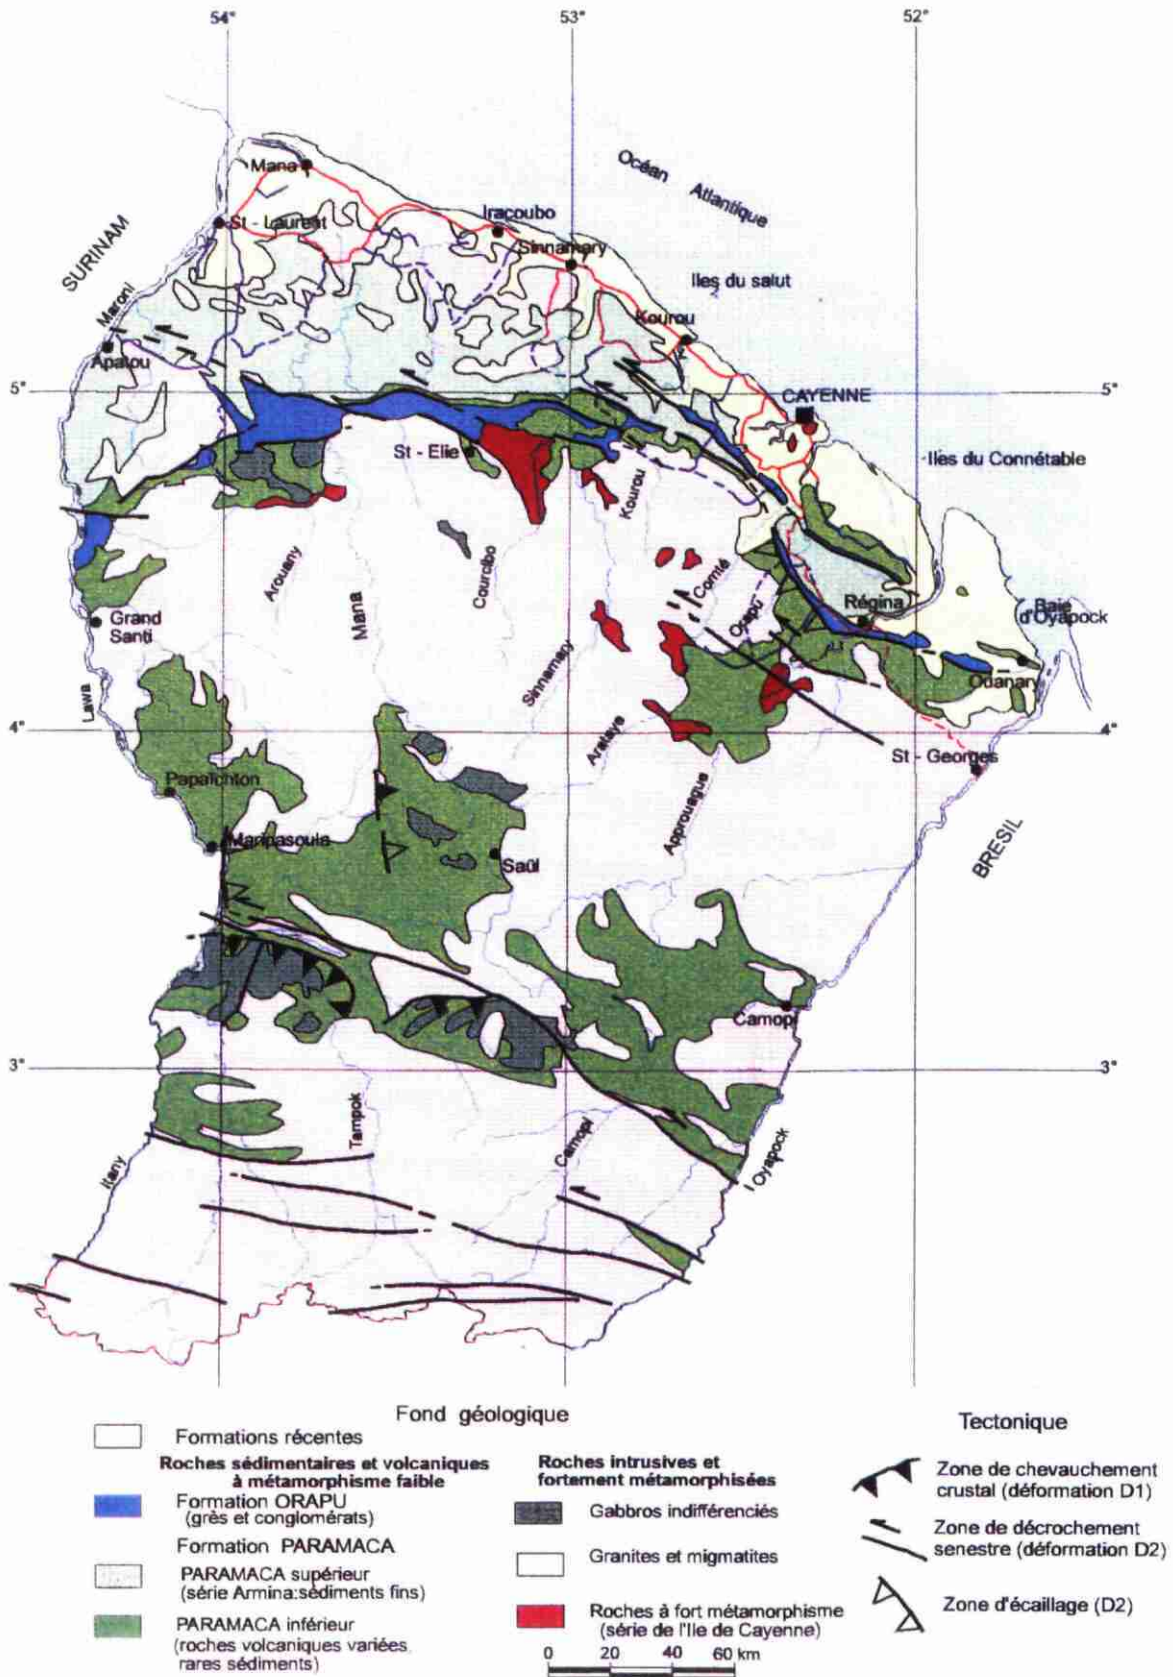 54°
53°
52°
Océan Atlantique
Mana
St - Laurent
Iracoubo
Sinnamary
SURINAM
Iles du salut
Maroni
Kourou
Apatou
5°
5°
CAYENNE
St - Elie
Iles du Connétable
Kourou
Arouany
Mana
Courcibo
Comté
Orapu
Régina
Baie
d'Oyapock
Grand
Santi
Sinnamary
Ouanary
Lawa
Arataye
4°
4°
St - Georges
Papaïchton
Approuague
Maripasoula
Saül
BRESIL
Camopi
3°
3°
Tampok
Camopi
Oyapock
Itany
Fond géologique
Formations récentes
Roches sédimentaires et volcaniques
à métamorphisme faible
Formation ORAPU
(grès et conglomérats)
Formation PARAMACA
PARAMACA supérieur
(série Armina:sédiments fins)
PARAMACA inférieur
(roches volcaniques variées,
rares sédiments)
Roches intrusives et
fortement métamorphisées
Gabbros indifférenciés
Granites et migmatites
Roches à fort métamorphisme
(série de l'Ile de Cayenne)
0 20 40 60 km
Tectonique
Zone de chevauchement
crustal (déformation D1)
Zone de décrochement
senestre (déformation D2)
Zone d'écaillage (D2)